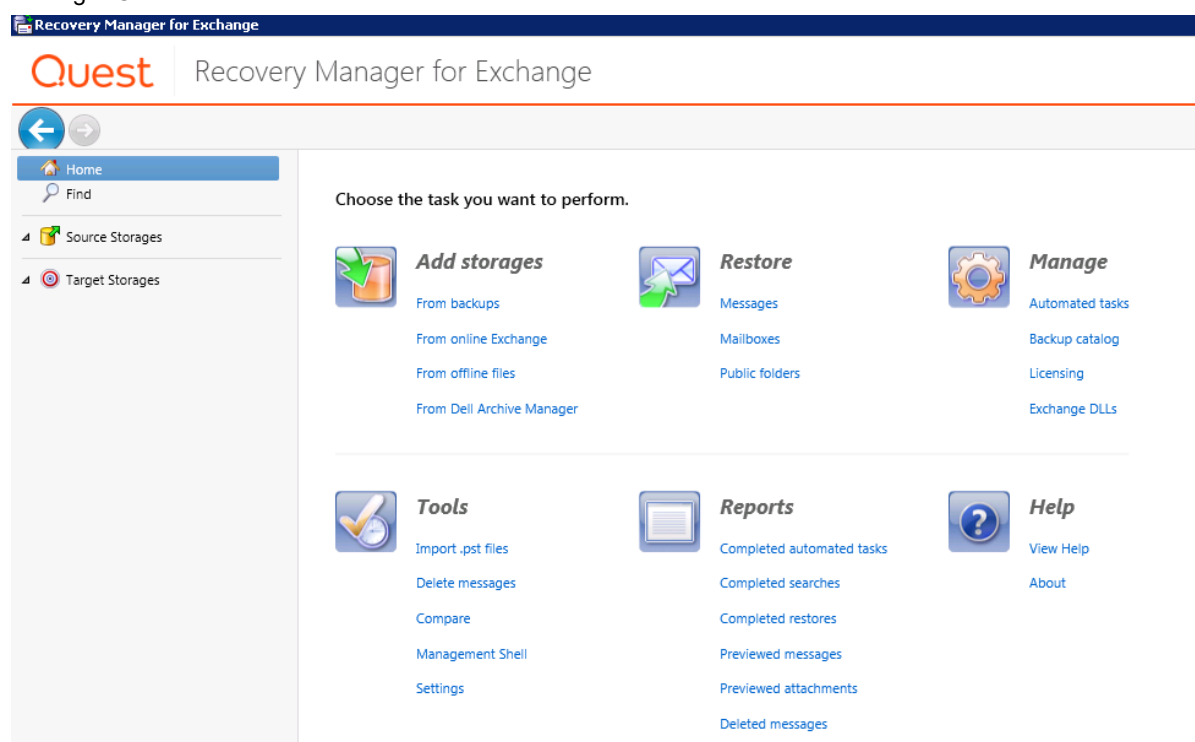 Recovery Manager for Exchange
Quest Recovery Manager for Exchange
Home
Find
Source Storages
Target Storages
Choose the task you want to perform.
Add storages
From backups
From online Exchange
From offline files
From Dell Archive Manager
Restore
Messages
Mailboxes
Public folders
Manage
Automated tasks
Backup catalog
Licensing
Exchange DLLs
Tools
Import .pst files
Delete messages
Compare
Management Shell
Settings
Reports
Completed automated tasks
Completed searches
Completed restores
Previewed messages
Previewed attachments
Deleted messages
Help
View Help
About